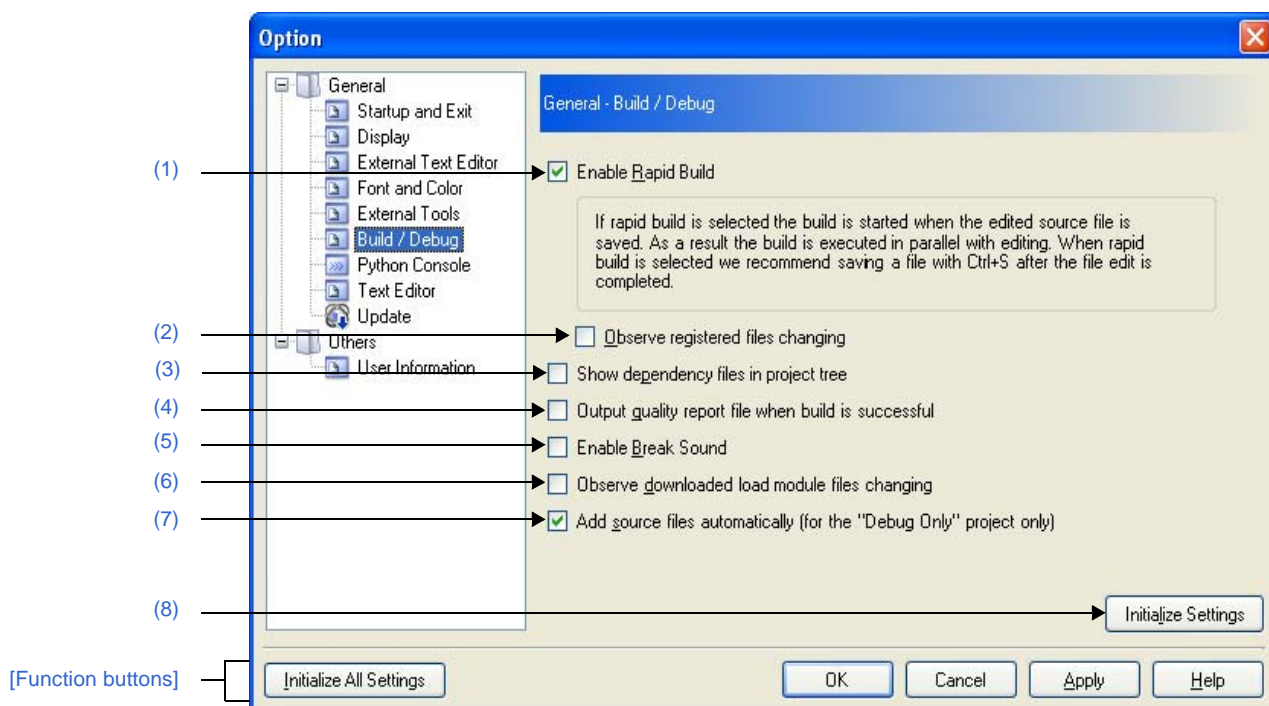 Option
General
Startup and Exit
Display
External Text Editor
Font and Color
External Tools
Build / Debug
Python Console
Text Editor
Update
Others
User Information
General - Build / Debug
(1)
Enable Rapid Build
If rapid build is selected the build is started when the edited source file is
saved. As a result the build is executed in parallel with editing. When rapid
build is selected we recommend saving a file with Ctrl+S after the file edit is
completed.
(2)
Observe registered files changing
(3)
Show dependency files in project tree
(4)
Output quality report file when build is successful
(5)
Enable Break Sound
(6)
Observe downloaded load module files changing
(7)
Add source files automatically (for the "Debug Only" project only)
(8)
Initialize Settings
[Function buttons]
Initialize All Settings
OK
Cancel
Apply
Help